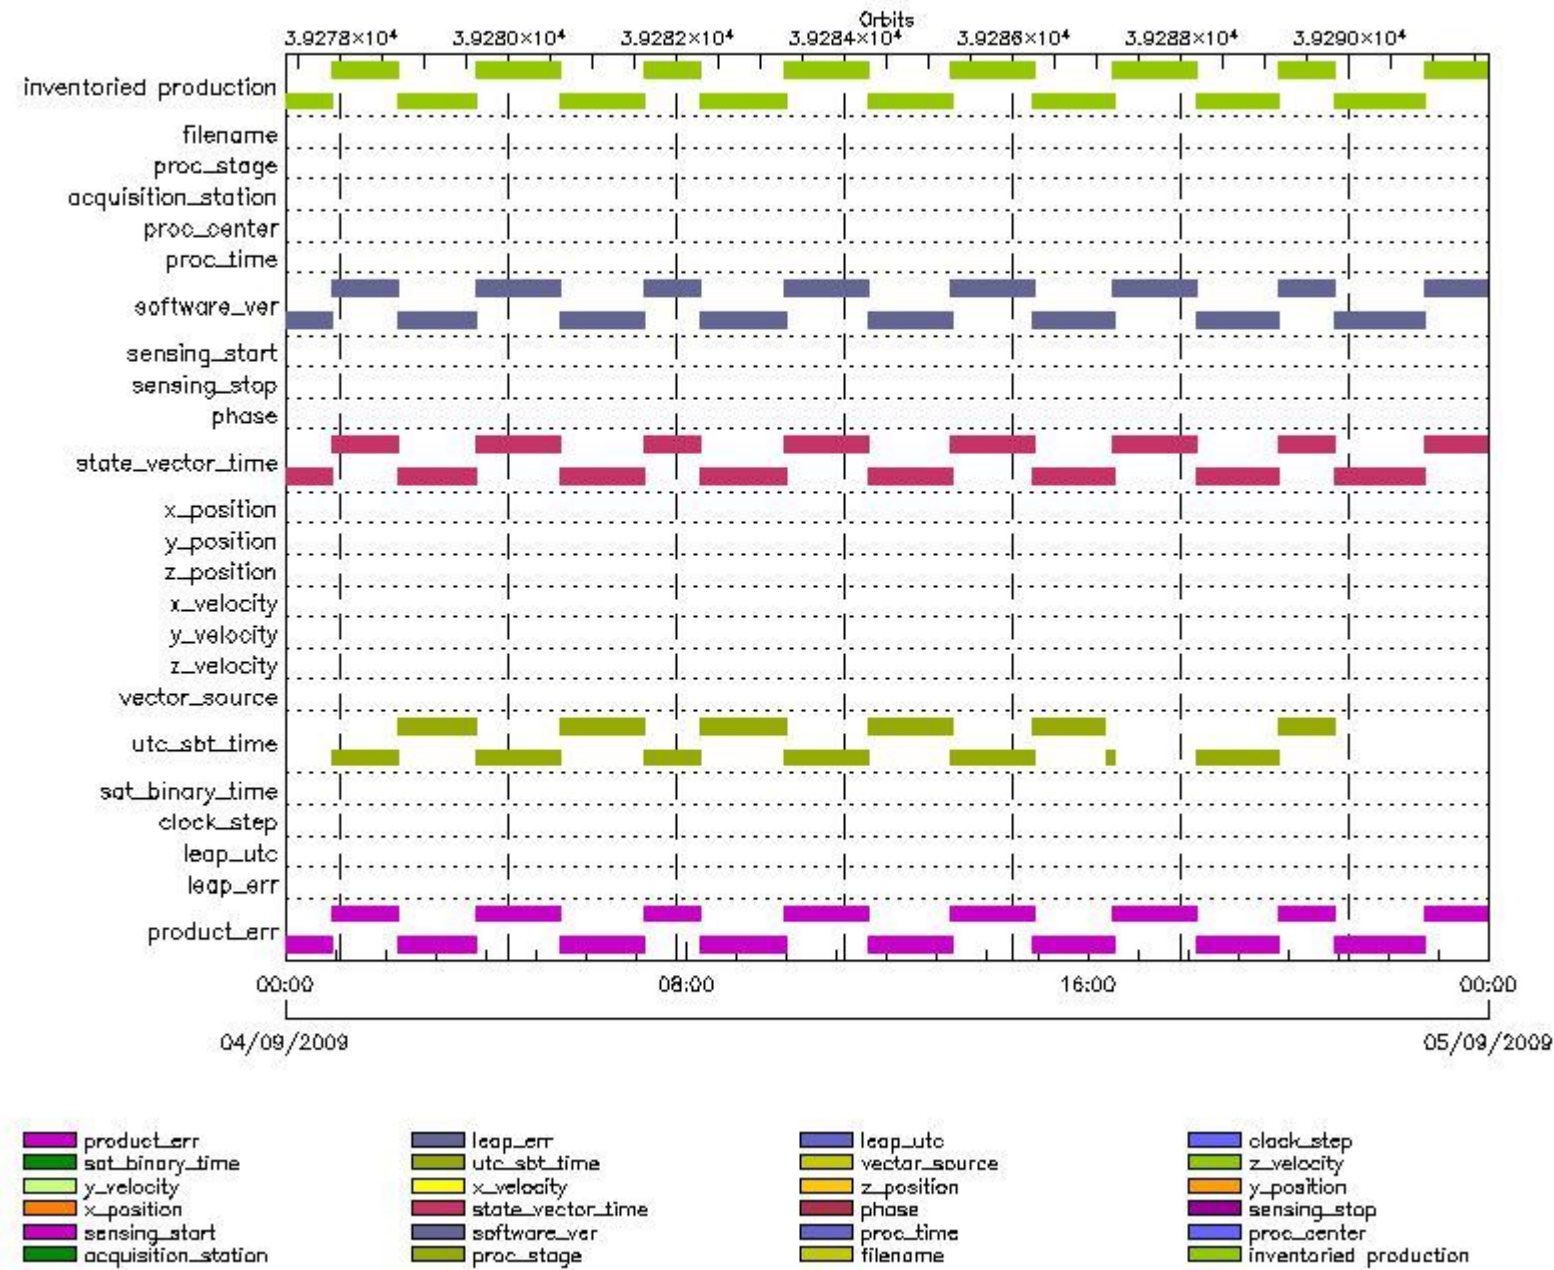 Orbits
3.9278×10⁴ 3.9280×10⁴ 3.9282×10⁴ 3.9284×10⁴ 3.9286×10⁴ 3.9288×10⁴ 3.9290×10⁴
inventoried production
filename
proc_stage
acquisition_station
proc_center
proc_time
software_ver
sensing_start
sensing_stop
phase
state_vector_time
x_position
y_position
z_position
x_velocity
y_velocity
z_velocity
vector_source
utc_sbt_time
sat_binary_time
clock_step
leap_utc
leap_err
product_err
00:00 08:00 16:00 00:00
04/09/2009 05/09/2009
product_err leap_err leap_utc clock_step
sat_binary_time utc_sbt_time vector_source z_velocity
y_velocity x_velocity z_position y_position
x_position state_vector_time phase sensing_stop
sensing_start software_ver proc_time proc_center
acquisition_station proc_stage filename inventoried production